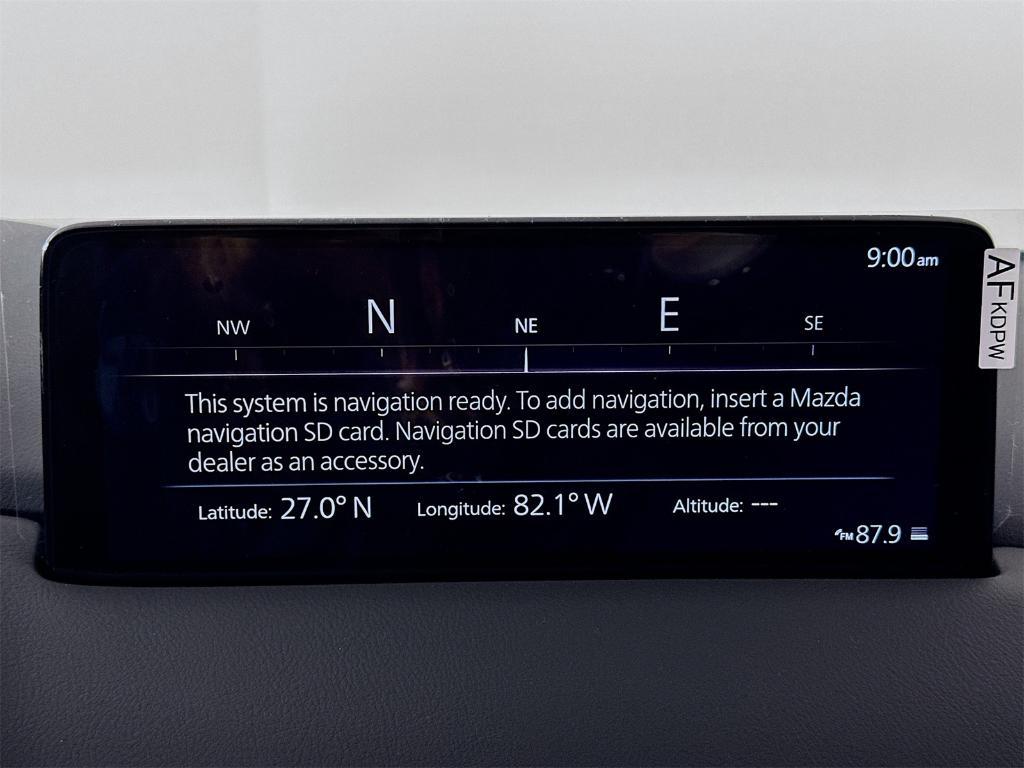 9:00am
NW N NE E SE
This system is navigation ready. To add navigation, insert a Mazda
navigation SD card. Navigation SD cards are available from your
dealer as an accessory.
Latitude: 27.0° N Longitude: 82.1° W Altitude: ---
FM 87.9
AF KDPW